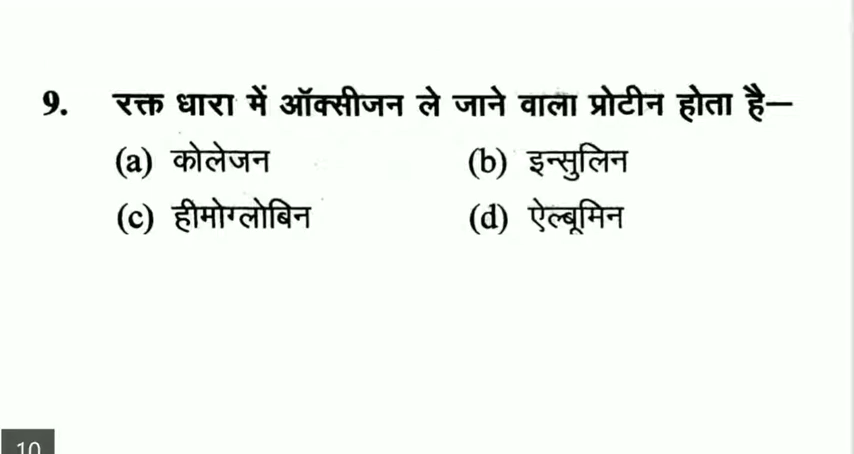 9. रक्त धारा में ऑक्सीजन ले जाने वाला प्रोटीन होता है—
(a) कोलेजन (b) इन्सुलिन
(c) हीमोग्लोबिन (d) ऐल्बूमिन
10